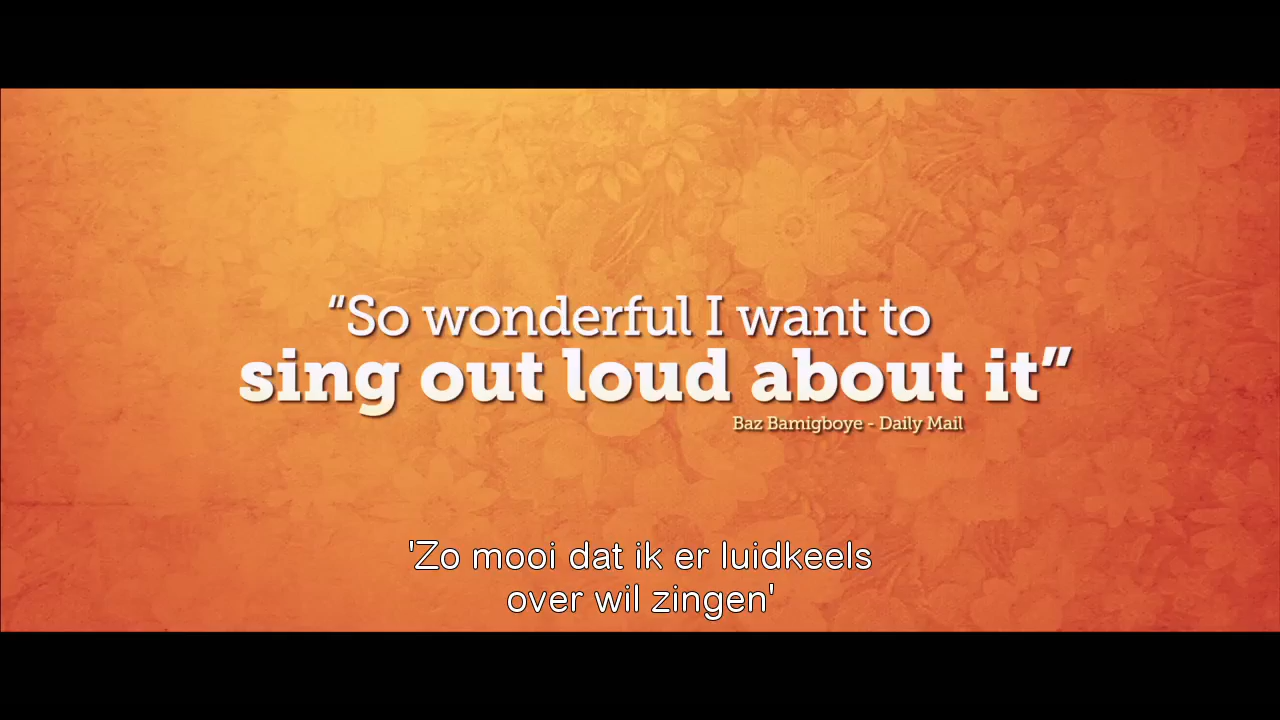 “So wonderful I want to
sing out loud about it”
Baz Bamigboye - Daily Mail
'Zo mooi dat ik er luidkeels
over wil zingen'